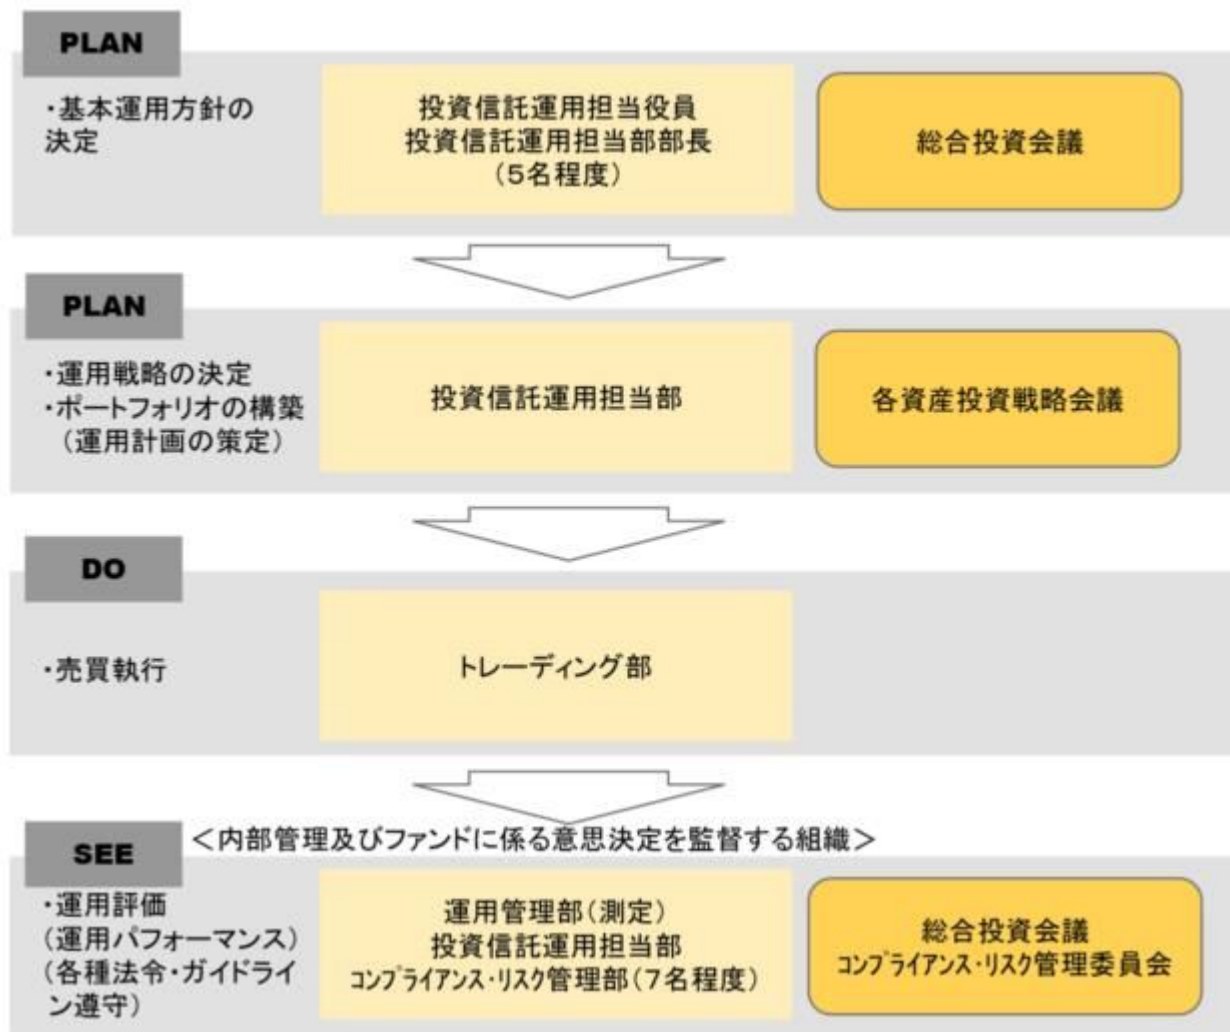 PLAN
・基本運用方針の
決定
投資信託運用担当役員
投資信託運用担当部部長
(5名程度)
総合投資会議
PLAN
・運用戦略の決定
・ポートフォリオの構築
(運用計画の策定)
投資信託運用担当部
各資産投資戦略会議
DO
・売買執行
トレーディング部
SEE
<内部管理及びファンドに係る意思決定を監督する組織>
・運用評価
(運用パフォーマンス)
(各種法令・ガイドライ
ン遵守)
運用管理部(測定)
投資信託運用担当部
コンプライアンス・リスク管理部(7名程度)
総合投資会議
コンプライアンス・リスク管理委員会